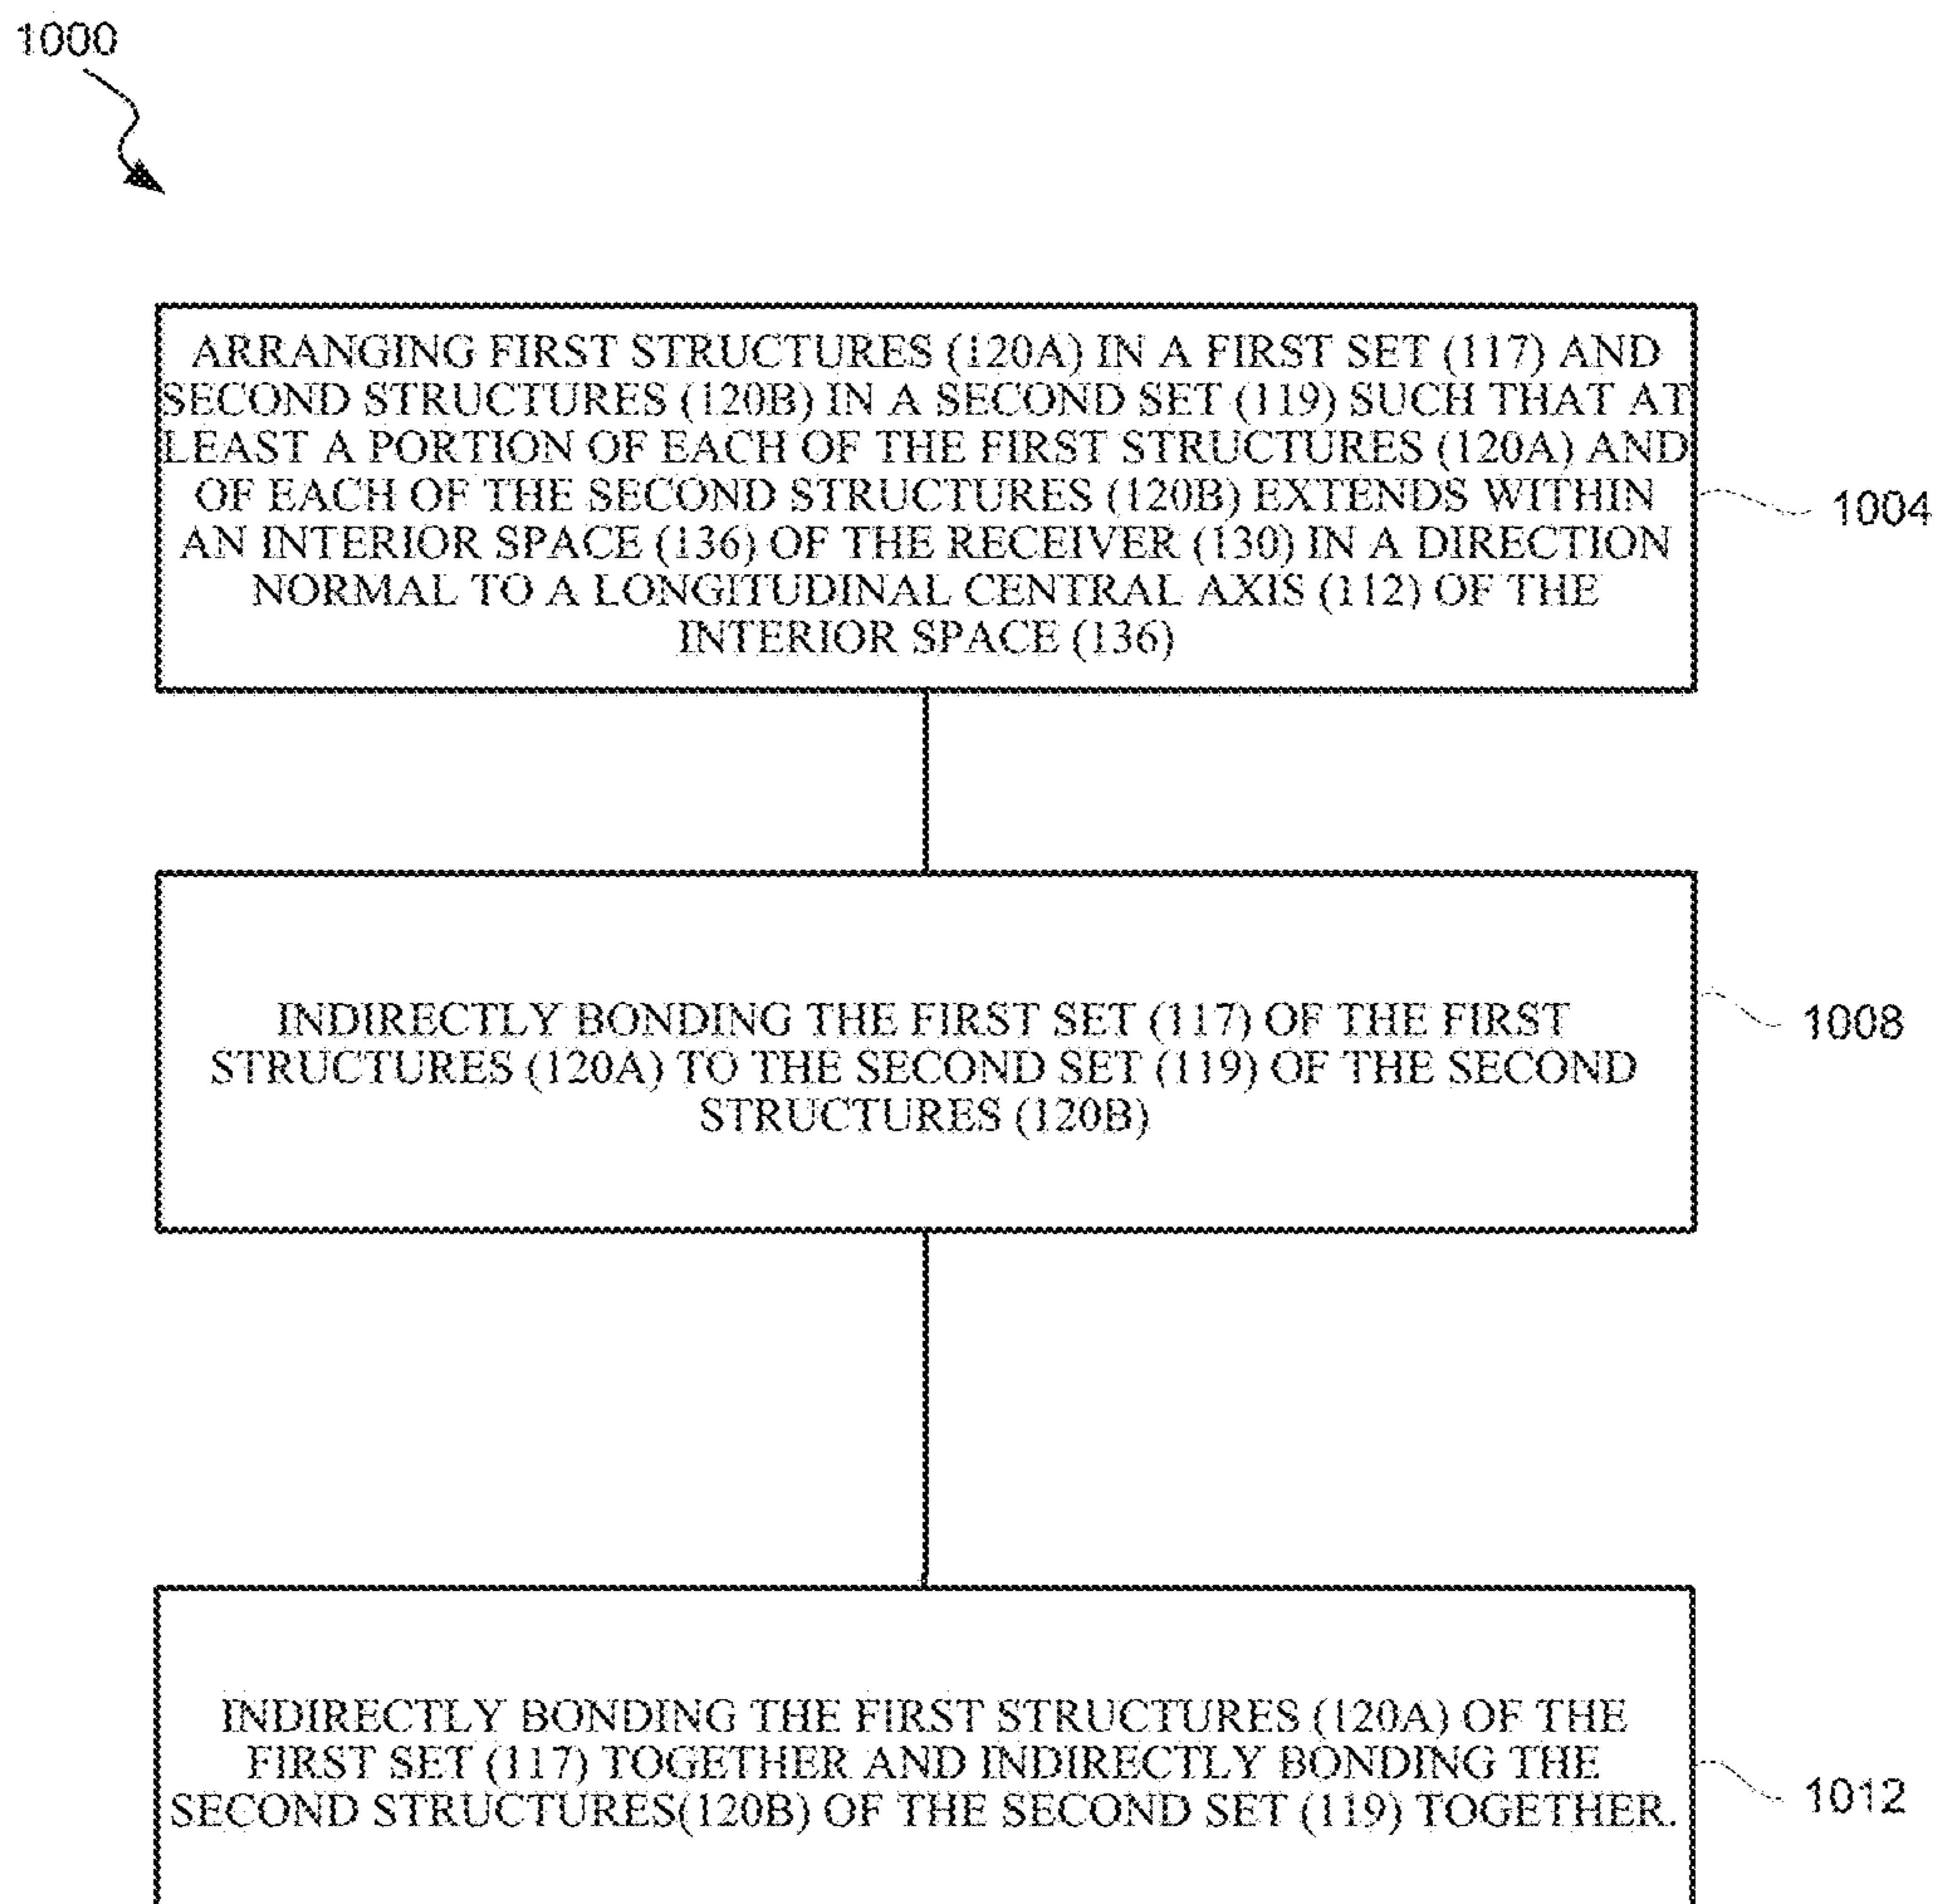 1000
ARRANGING FIRST STRUCTURES (120A) IN A FIRST SET (117) AND
SECOND STRUCTURES (120B) IN A SECOND SET (119) SUCH THAT AT
LEAST A PORTION OF EACH OF THE FIRST STRUCTURES (120A) AND
OF EACH OF THE SECOND STRUCTURES (120B) EXTENDS WITHIN
AN INTERIOR SPACE (136) OF THE RECEIVER (130) IN A DIRECTION
NORMAL TO A LONGITUDINAL CENTRAL AXIS (112) OF THE
INTERIOR SPACE (136)
1004
INDIRECTLY BONDING THE FIRST SET (117) OF THE FIRST
STRUCTURES (120A) TO THE SECOND SET (119) OF THE SECOND
STRUCTURES (120B)
1008
INDIRECTLY BONDING THE FIRST STRUCTURES (120A) OF THE
FIRST SET (117) TOGETHER AND INDIRECTLY BONDING THE
SECOND STRUCTURES(120B) OF THE SECOND SET (119) TOGETHER.
1012